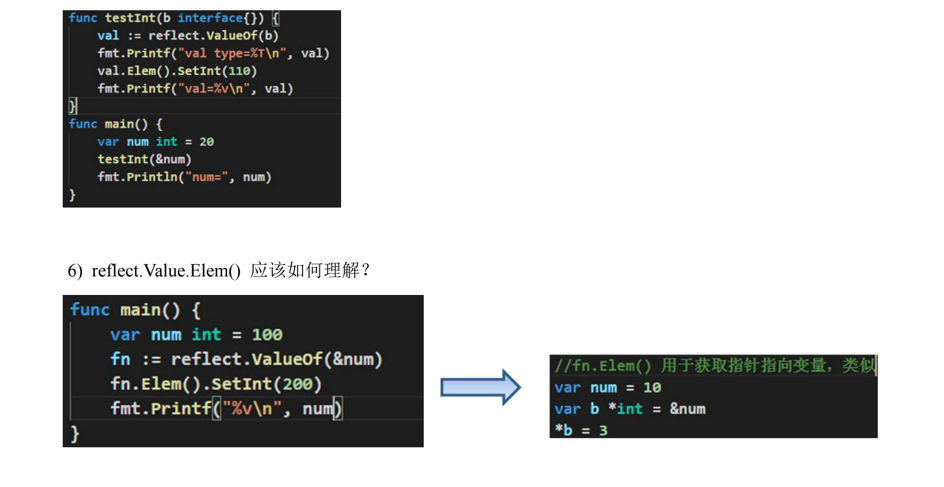 func testInt(b interface{}) {
    val := reflect.ValueOf(b)
    fmt.Printf("val type=%T\n", val)
    val.Elem().SetInt(110)
    fmt.Printf("val=%v\n", val)
}
func main() {
    var num int = 20
    testInt(&num)
    fmt.Println("num=", num)
}
6) reflect.Value.Elem() 应该如何理解？
func main() {
    var num int = 100
    fn := reflect.ValueOf(&num)
    fn.Elem().SetInt(200)
    fmt.Printf("%v\n", num)
}
//fn.Elem() 用于获取指针指向变量，类似
var num = 10
var b *int = &num
*b = 3